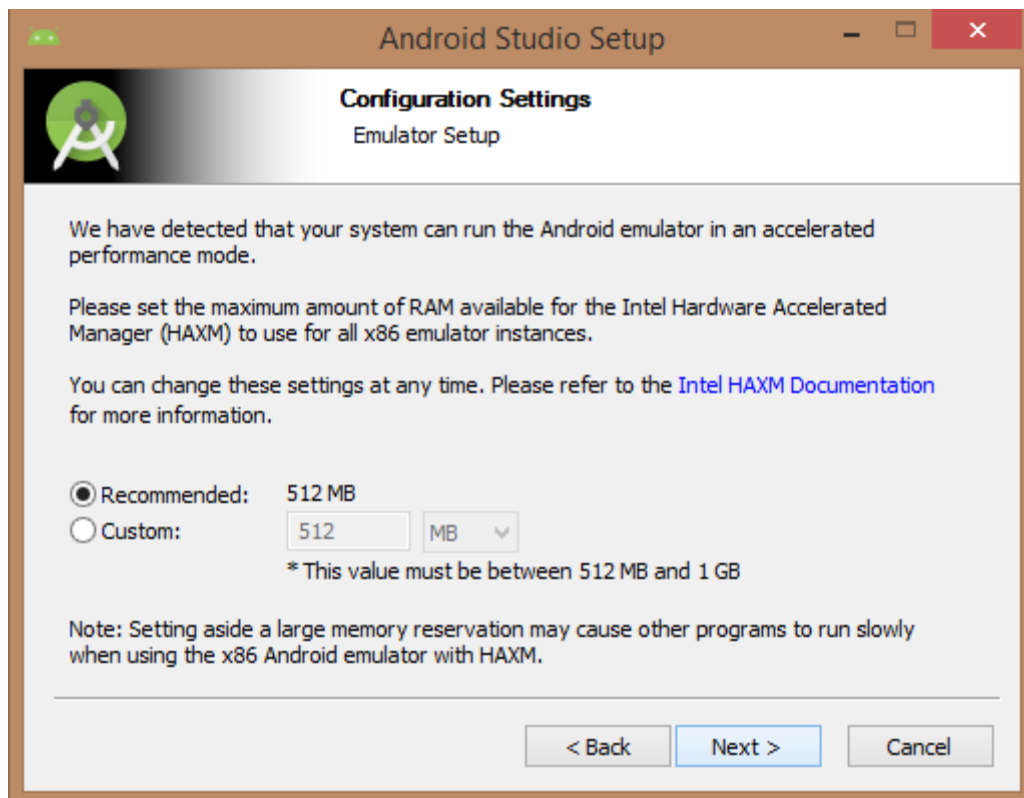 Android Studio Setup
Configuration Settings
Emulator Setup
We have detected that your system can run the Android emulator in an accelerated
performance mode.
Please set the maximum amount of RAM available for the Intel Hardware Accelerated
Manager (HAXM) to use for all x86 emulator instances.
You can change these settings at any time. Please refer to the Intel HAXM Documentation
for more information.
Recommended: 512 MB
Custom: 512 MB
* This value must be between 512 MB and 1 GB
Note: Setting aside a large memory reservation may cause other programs to run slowly
when using the x86 Android emulator with HAXM.
< Back Next > Cancel